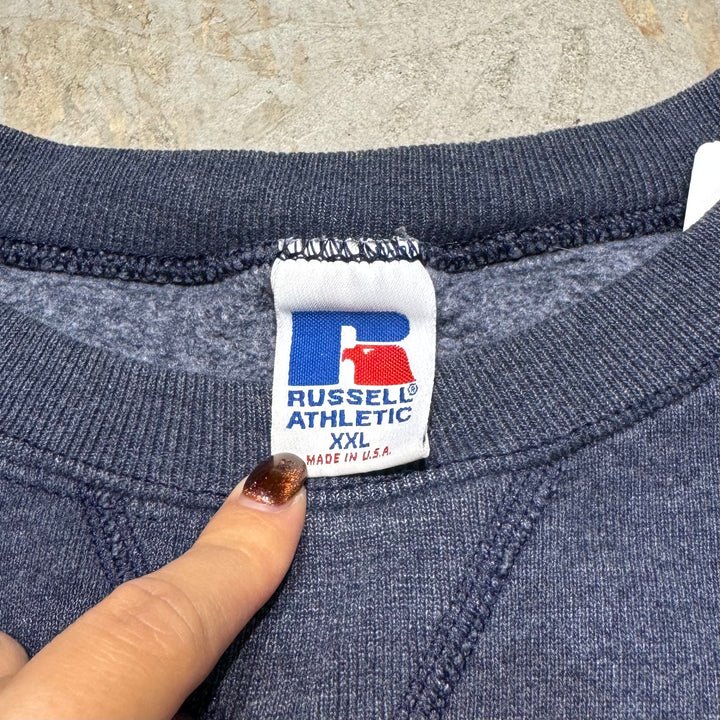 R
RUSSELL®
ATHLETIC
XXL
MADE IN U.S.A.